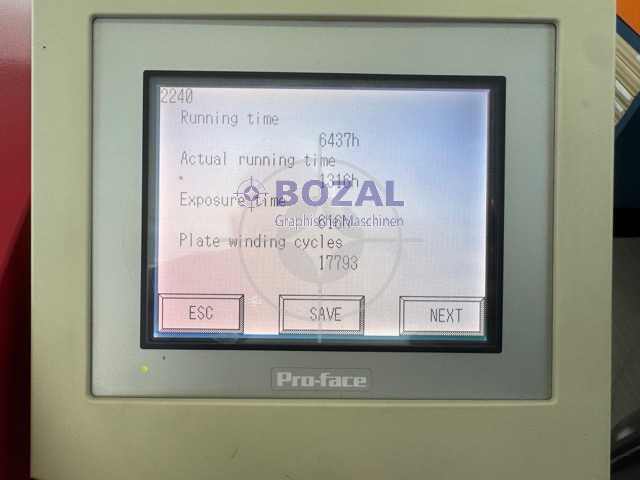 2240
Running time
6437h
Actual running time
1316h
BOZAL
Exposure time
Graphische Maschinen
Plate winding cycles
17793
ESC
SAVE
NEXT
Pro-face